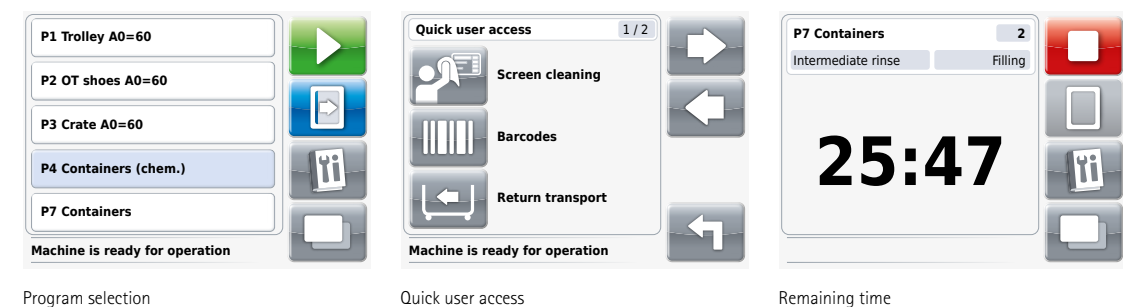 P1 Trolley A0=60
P2 OT shoes A0=60
P3 Crate A0=60
P4 Containers (chem.)
P7 Containers
Machine is ready for operation
Program selection
Quick user access 1 / 2
Screen cleaning
Barcodes
Return transport
Machine is ready for operation
Quick user access
P7 Containers 2
Intermediate rinse Filling
25:47
Remaining time